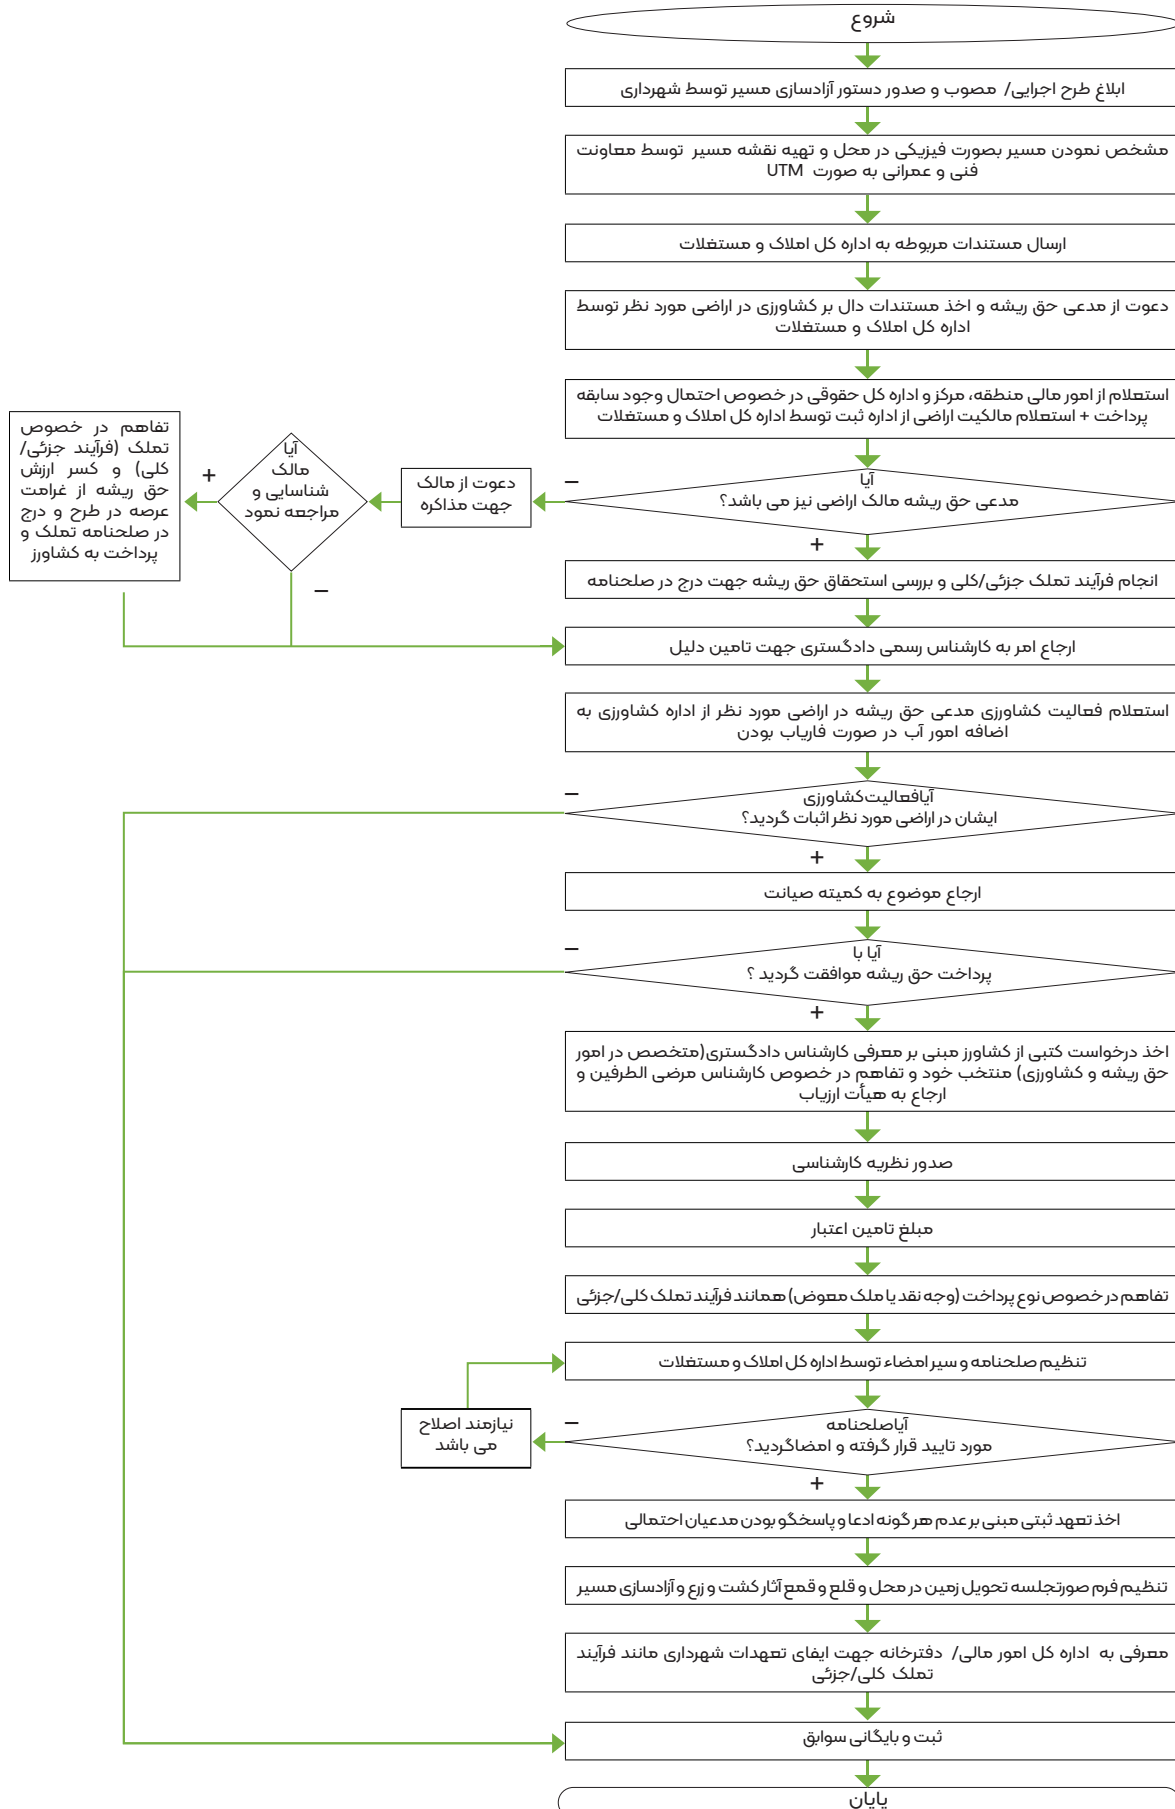 شروع
ابلاغ طرح اجرایی/ مصوب و صدور دستور آزادسازی مسیر توسط شهرداری
مشخص نمودن مسیر بصورت فیزیکی در محل و تهیه نقشه مسیر توسط معاونت
فنی و عمرانی به صورت UTM
ارسال مستندات مربوطه به اداره کل املاک و مستغلات
دعوت از مدعی حق ریشه و اخذ مستندات دال بر کشاورزی در اراضی مورد نظر توسط
اداره کل املاک و مستغلات
استعلام از امور مالی منطقه، مرکز و اداره کل حقوقی در خصوص احتمال وجود سابقه
پرداخت + استعلام مالکیت اراضی از اداره ثبت توسط اداره کل املاک و مستغلات
آیا
مدعی حق ریشه مالک اراضی نیز می باشد؟
−
+
دعوت از مالک
جهت مذاکره
آیا
مالک
شناسایی و
مراجعه نمود
+
−
تفاهم در خصوص
تملک (فرآیند جزئی/
کلی) و کسر ارزش
حق ریشه از غرامت
عرصه در طرح و درج
در صلحنامه تملک و
پرداخت به کشاورز
انجام فرآیند تملک جزئی/کلی و بررسی استحقاق حق ریشه جهت درج در صلحنامه
ارجاع امر به کارشناس رسمی دادگستری جهت تامین دلیل
استعلام فعالیت کشاورزی مدعی حق ریشه در اراضی مورد نظر از اداره کشاورزی به
اضافه امور آب در صورت فاریاب بودن
آیافعالیت‌کشاورزی
ایشان در اراضی مورد نظر اثبات گردید؟
−
+
ارجاع موضوع به کمیته صیانت
آیا با
پرداخت حق ریشه موافقت گردید ؟
−
+
اخذ درخواست کتبی از کشاورز مبنی بر معرفی کارشناس دادگستری(متخصص در امور
حق ریشه و کشاورزی) منتخب خود و تفاهم در خصوص کارشناس مرضی الطرفین و
ارجاع به هیأت ارزیاب
صدور نظریه کارشناسی
مبلغ تامین اعتبار
تفاهم در خصوص نوع پرداخت (وجه نقد یا ملک معوض) همانند فرآیند تملک کلی/جزئی
تنظیم صلحنامه و سیر امضاء توسط اداره کل املاک و مستغلات
آیاصلحنامه
مورد تایید قرار گرفته و امضاگردید؟
−
+
نیازمند اصلاح
می باشد
اخذ تعهد ثبتی مبنی بر عدم هر گونه ادعا و پاسخگو بودن مدعیان احتمالی
تنظیم فرم صورتجلسه تحویل زمین در محل و قلع و قمع آثار کشت و زرع و آزادسازی مسیر
معرفی به اداره کل امور مالی/ دفترخانه جهت ایفای تعهدات شهرداری مانند فرآیند
تملک کلی/جزئی
ثبت و بایگانی سوابق
پایان